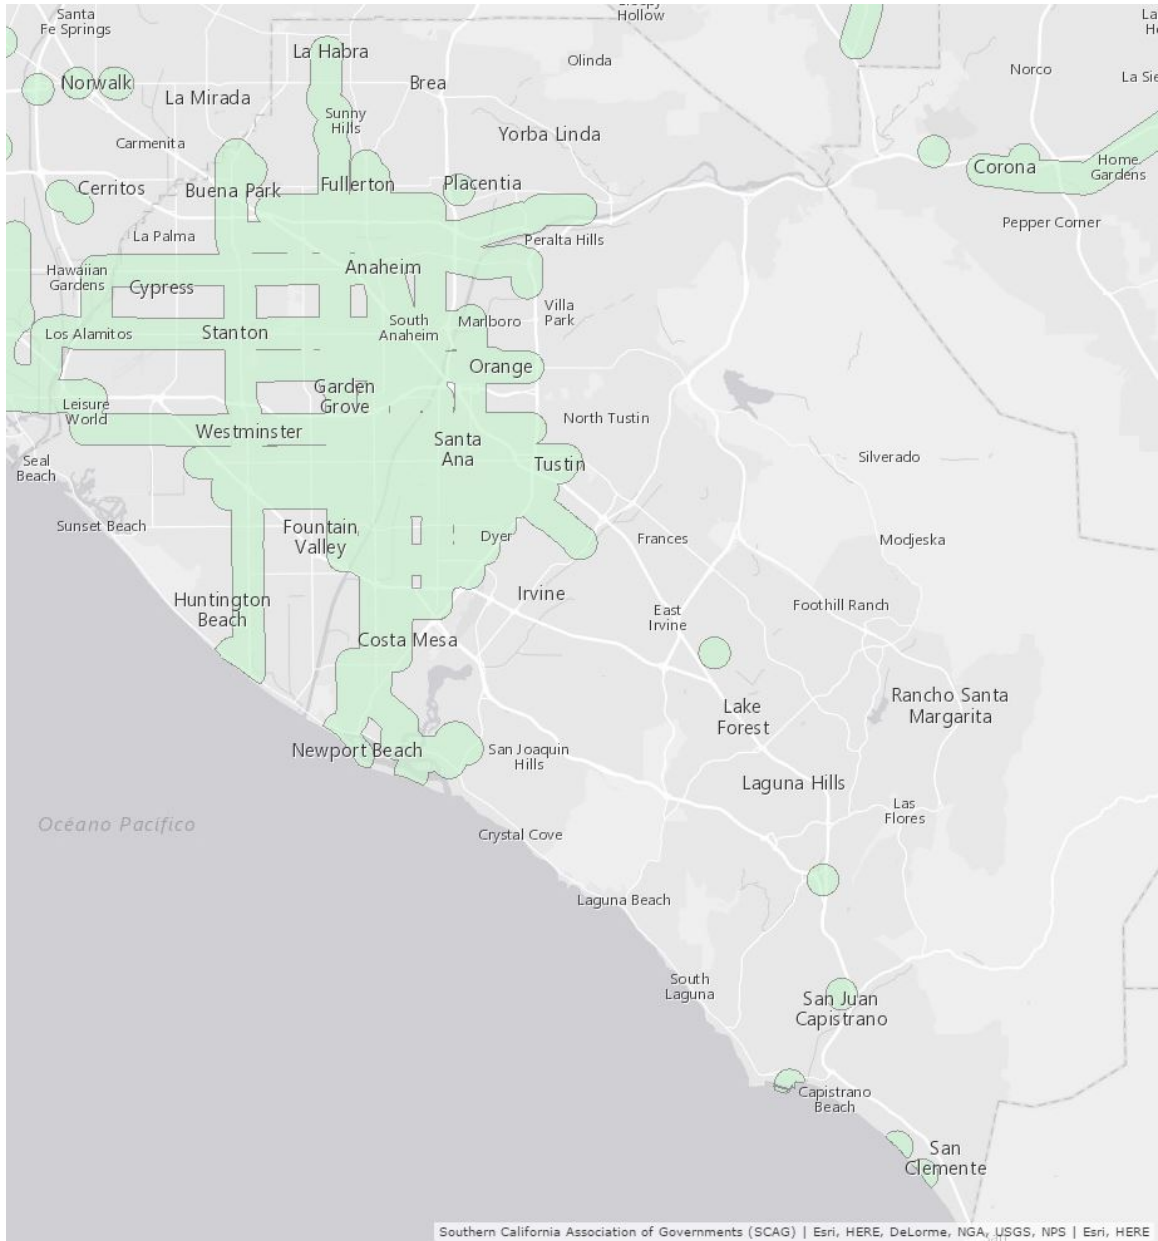 Santa
Fe Springs
Sleepy
Hollow
La Habra
Olinda
Norco
Norwalk
Brea
La Mirada
Sunny
Hills
Yorba Linda
Carmenita
Corona
Home
Gardens
Cerritos
Buena Park
Fullerton
Placentia
Pepper Corner
La Palma
Peralta Hills
Hawaiian
Gardens
Anaheim
Cypress
Villa
Park
Los Alamitos
Stanton
South
Anaheim
Marlboro
Orange
Garden
Grove
Leisure
World
North Tustin
Westminster
Santa
Ana
Tustin
Silverado
Seal
Beach
Sunset Beach
Fountain
Valley
Dyer
Frances
Modjeska
Huntington
Beach
Irvine
East
Irvine
Foothill Ranch
Costa Mesa
Lake
Forest
Rancho Santa
Margarita
Newport Beach
San Joaquin
Hills
Laguna Hills
Las
Flores
Océano Pacífico
Crystal Cove
Laguna Beach
South
Laguna
San Juan
Capistrano
Capistrano
Beach
San
Clemente
Southern California Association of Governments (SCAG) | Esri, HERE, DeLorme, NGA, USGS, NPS | Esri, HERE